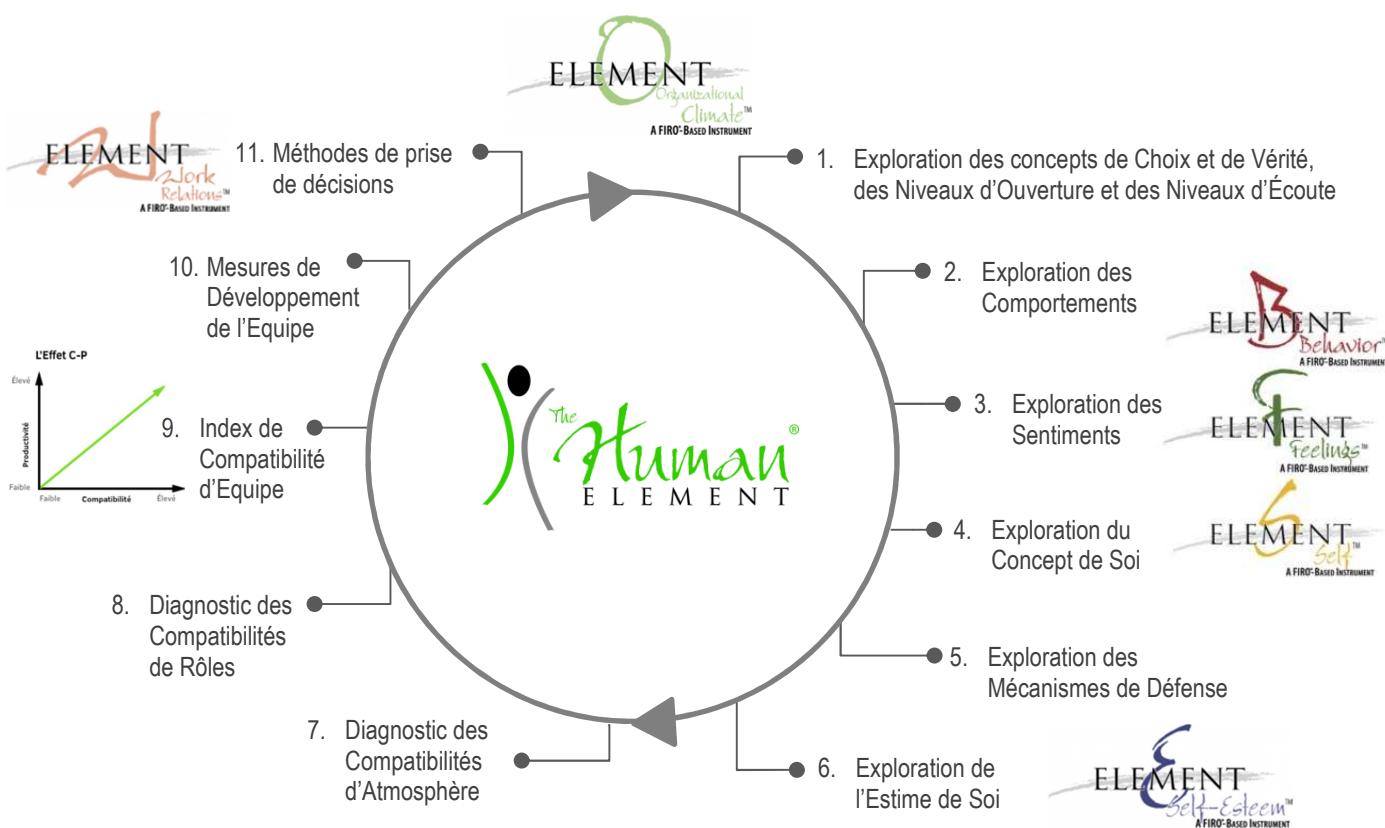 ELEMENT
Organizational
Climate™
A FIRO®-BASED INSTRUMENT
ELEMENT
Work
Relations™
A FIRO®-BASED INSTRUMENT
11. Méthodes de prise
de décisions
1. Exploration des concepts de Choix et de Vérité,
des Niveaux d'Ouverture et des Niveaux d'Écoute
10. Mesures de
Développement
de l'Equipe
2. Exploration des
Comportements
ELEMENT
Behavior™
A FIRO®-BASED INSTRUMENT
L'Effet C-P
Élevé
Productivité
Faible
Faible Compatibilité Élevé
9. Index de
Compatibilité
d'Equipe
The
Human®
ELEMENT
3. Exploration des
Sentiments
ELEMENT
Feelings™
A FIRO®-BASED INSTRUMENT
4. Exploration du
Concept de Soi
ELEMENT
Self™
A FIRO®-BASED INSTRUMENT
8. Diagnostic des
Compatibilités
de Rôles
5. Exploration des
Mécanismes de Défense
7. Diagnostic des
Compatibilités
d'Atmosphère
6. Exploration de
l'Estime de Soi
ELEMENT
Self-Esteem™
A FIRO®-BASED INSTRUMENT